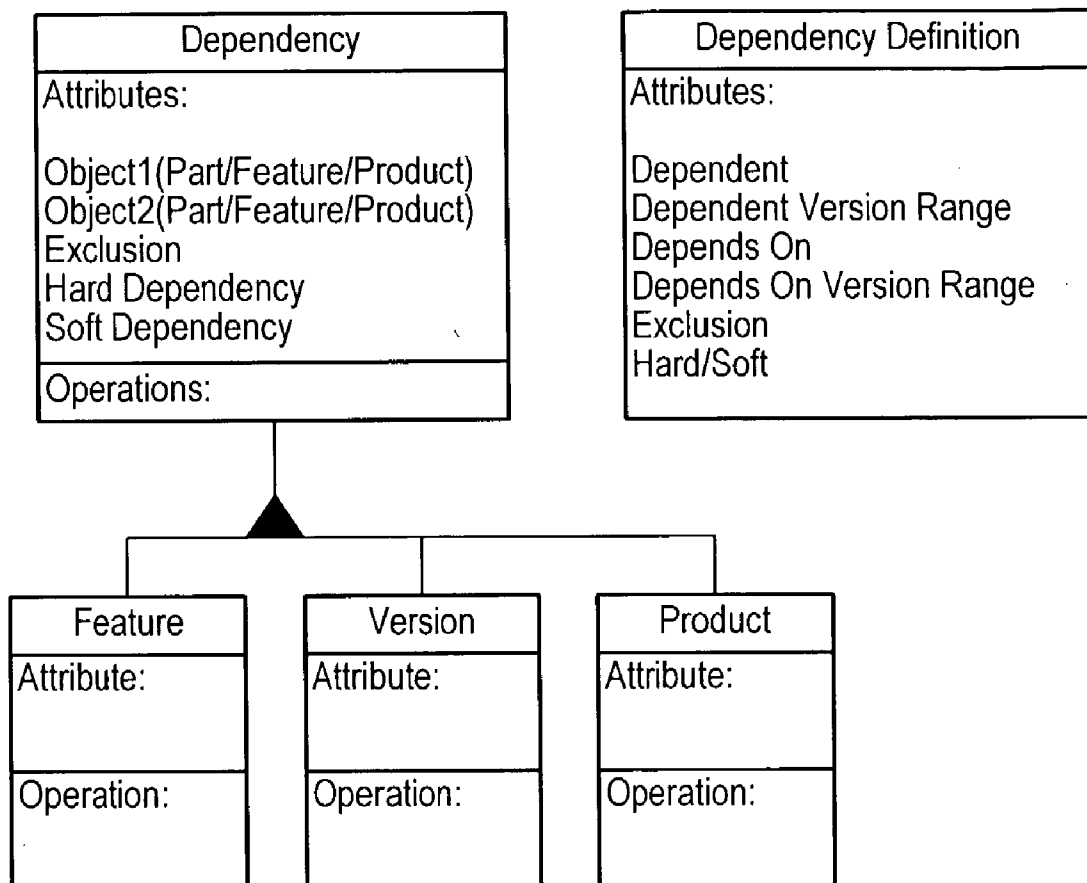 Dependency
Attributes:
Object1(Part/Feature/Product)
Object2(Part/Feature/Product)
Exclusion
Hard Dependency
Soft Dependency
Operations:
Dependency Definition
Attributes:
Dependent
Dependent Version Range
Depends On
Depends On Version Range
Exclusion
Hard/Soft
Feature
Attribute:
Operation:
Version
Attribute:
Operation:
Product
Attribute:
Operation: